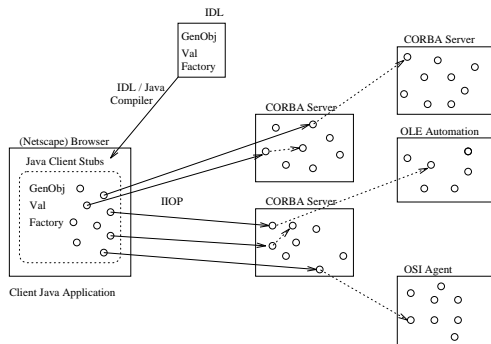 IDL
GenObj
Val
Factory
IDL / Java
Compiler
CORBA Server
CORBA Server
OLE Automation
(Netscape) Browser
Java Client Stubs
GenObj
Val
Factory
IIOP
CORBA Server
Client Java Application
OSI Agent